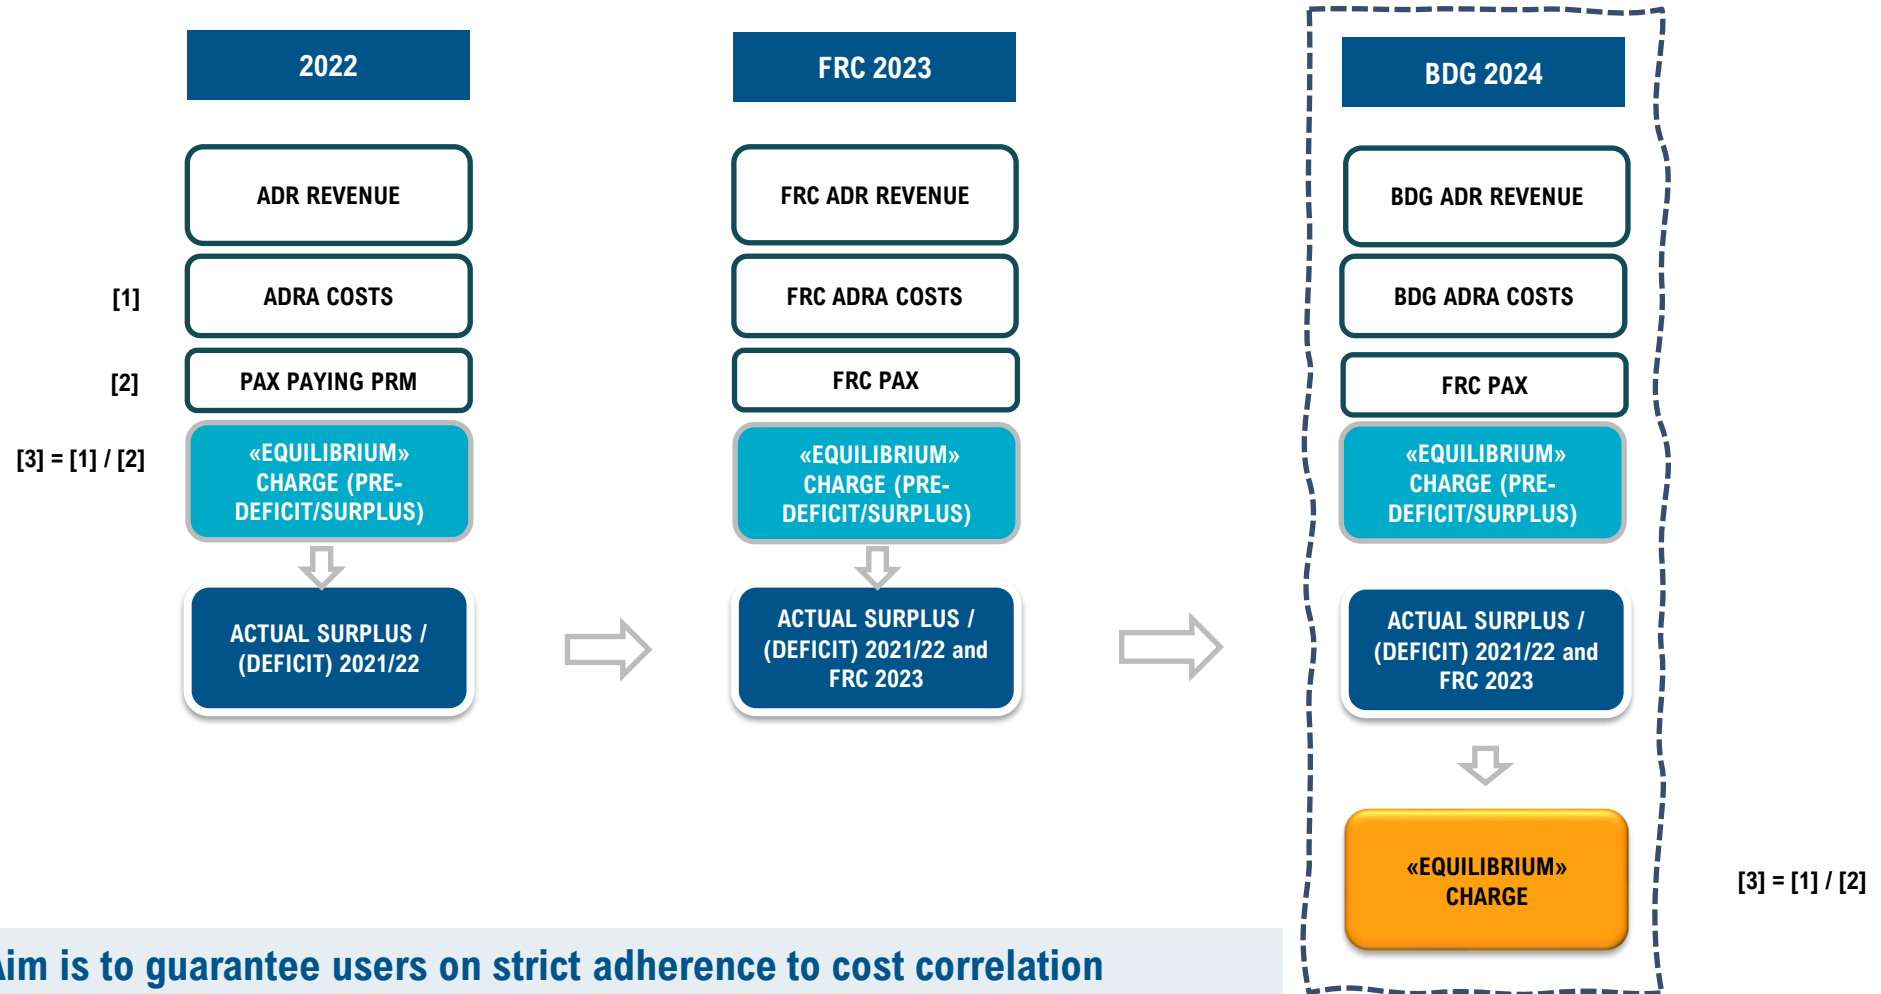 2022
ADR REVENUE
[1]
ADRA COSTS
[2]
PAX PAYING PRM
[3] = [1] / [2]
«EQUILIBRIUM»
CHARGE (PRE-
DEFICIT/SURPLUS)
ACTUAL SURPLUS /
(DEFICIT) 2021/22
FRC 2023
FRC ADR REVENUE
FRC ADRA COSTS
FRC PAX
«EQUILIBRIUM»
CHARGE (PRE-
DEFICIT/SURPLUS)
ACTUAL SURPLUS /
(DEFICIT) 2021/22 and
FRC 2023
BDG 2024
BDG ADR REVENUE
BDG ADRA COSTS
FRC PAX
«EQUILIBRIUM»
CHARGE (PRE-
DEFICIT/SURPLUS)
ACTUAL SURPLUS /
(DEFICIT) 2021/22 and
FRC 2023
«EQUILIBRIUM»
CHARGE
[3] = [1] / [2]
Aim is to guarantee users on strict adherence to cost correlation